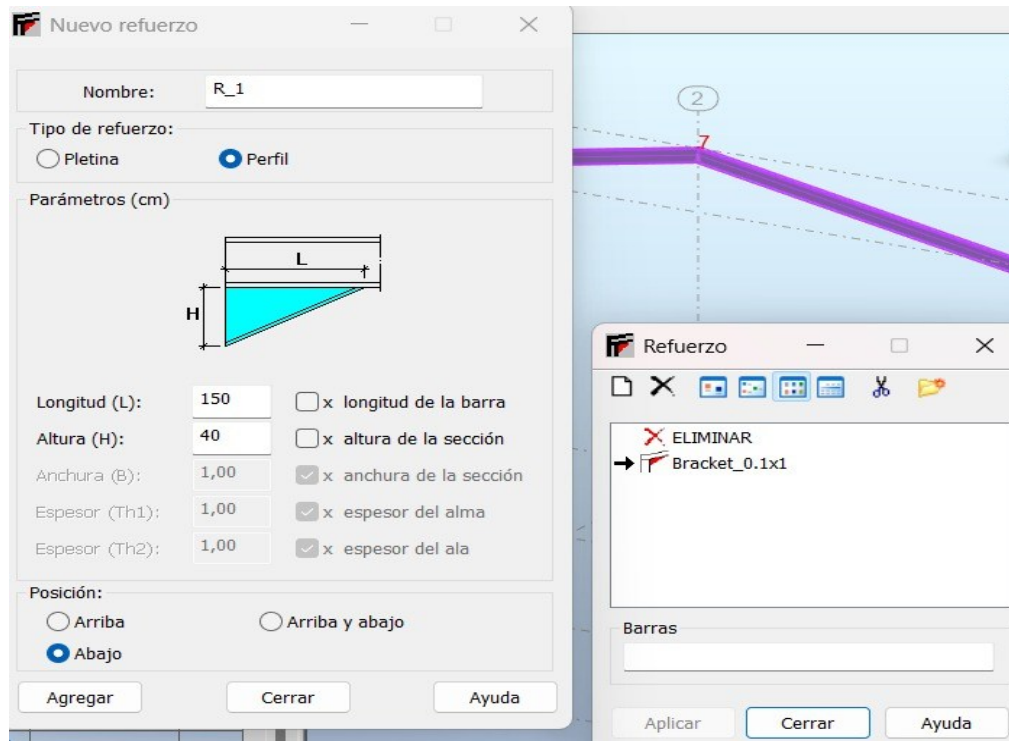 Nuevo refuerzo
Nombre: R_1
Tipo de refuerzo:
Pletina Perfil
Parámetros (cm)
L
H
Longitud (L): 150 x longitud de la barra
Altura (H): 40 x altura de la sección
Anchura (B): 1,00 x anchura de la sección
Espesor (Th1): 1,00 x espesor del alma
Espesor (Th2): 1,00 x espesor del ala
Posición:
Arriba Arriba y abajo
Abajo
Agregar Cerrar Ayuda
2
7
Refuerzo
ELIMINAR
Bracket_0.1x1
Barras
Aplicar Cerrar Ayuda